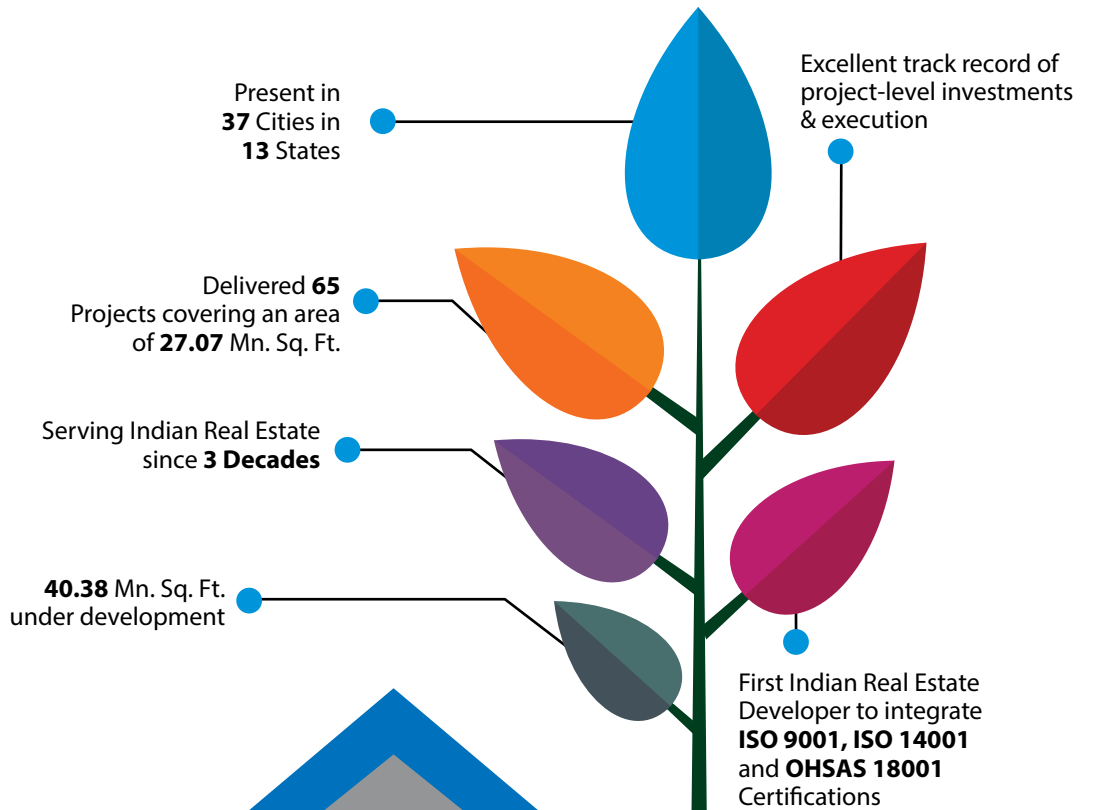 Present in
37 Cities in
13 States
Excellent track record of
project-level investments
& execution
Delivered 65
Projects covering an area
of 27.07 Mn. Sq. Ft.
Serving Indian Real Estate
since 3 Decades
40.38 Mn. Sq. Ft.
under development
First Indian Real Estate
Developer to integrate
ISO 9001, ISO 14001
and OHSAS 18001
Certifications